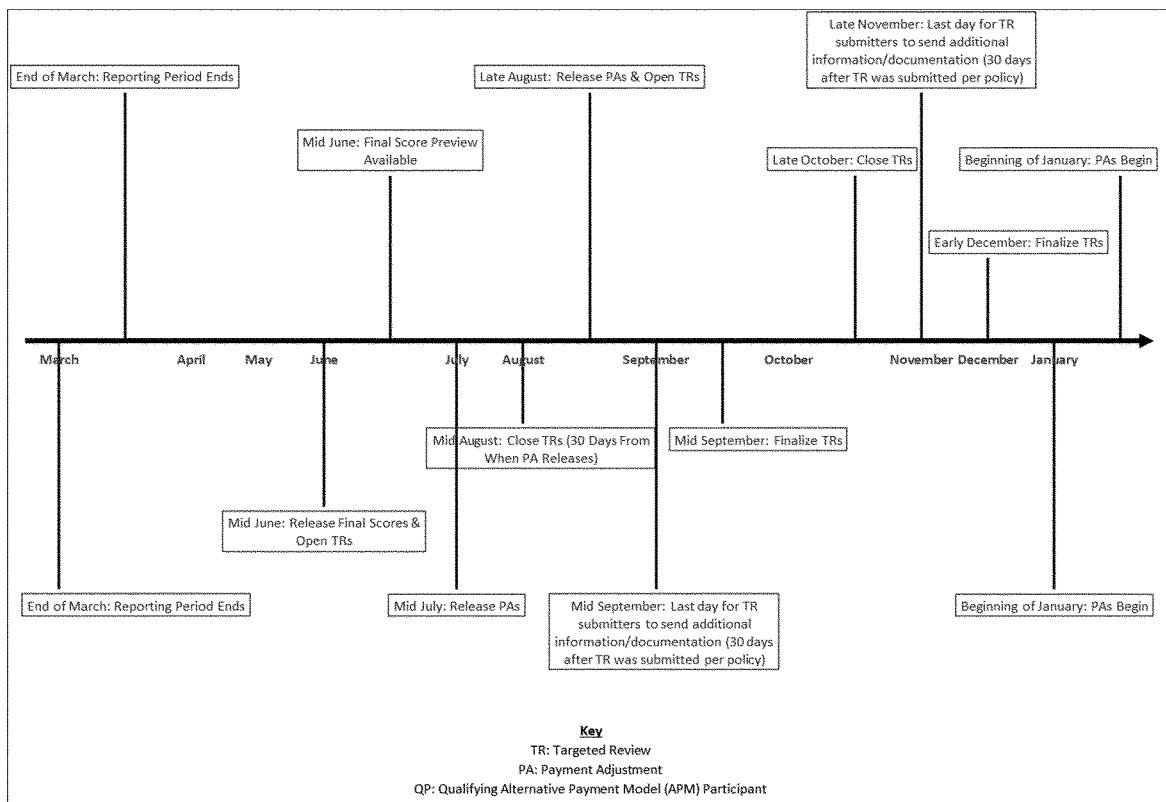 Late November: Last day for TR
submitters to send additional
information/documentation (30 days
after TR was submitted per policy)
End of March: Reporting Period Ends
Late August: Release PAs & Open TRs
Mid June: Final Score Preview
Available
Late October: Close TRs
Beginning of January: PAs Begin
Early December: Finalize TRs
March April May June July August September October November December January
Mid August: Close TRs (30 Days From
When PA Releases)
Mid September: Finalize TRs
Mid June: Release Final Scores &
Open TRs
End of March: Reporting Period Ends
Mid July: Release PAs
Mid September: Last day for TR
submitters to send additional
information/documentation (30 days
after TR was submitted per policy)
Beginning of January: PAs Begin
Key
TR: Targeted Review
PA: Payment Adjustment
QP: Qualifying Alternative Payment Model (APM) Participant